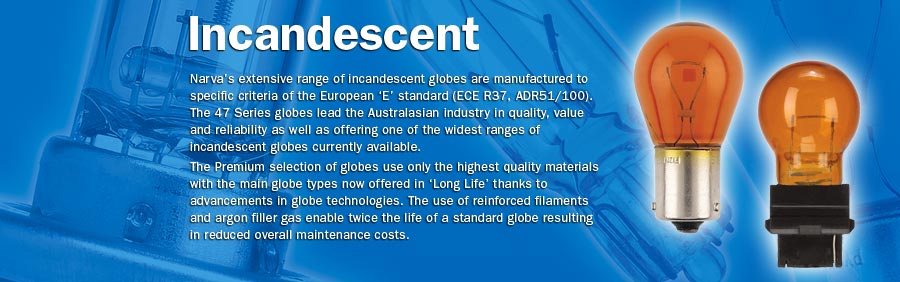 Incandescent
Narva's extensive range of incandescent globes are manufactured to
specific criteria of the European 'E' standard (ECE R37, ADR51/100).
The 47 Series globes lead the Australasian industry in quality, value
and reliability as well as offering one of the widest ranges of
incandescent globes currently available.
The Premium selection of globes use only the highest quality materials
with the main globe types now offered in 'Long Life' thanks to
advancements in globe technologies. The use of reinforced filaments
and argon filler gas enable twice the life of a standard globe resulting
in reduced overall maintenance costs.